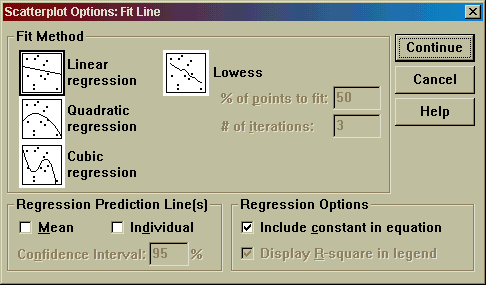 Scatterplot Options: Fit Line
Fit Method
Linear
regression
Quadratic
regression
Cubic
regression
Lowess
% of points to fit: 50
# of iterations: 3
Continue
Cancel
Help
Regression Prediction Line(s)
Mean
Individual
Confidence Interval: 95 %
Regression Options
Include constant in equation
Display R-square in legend